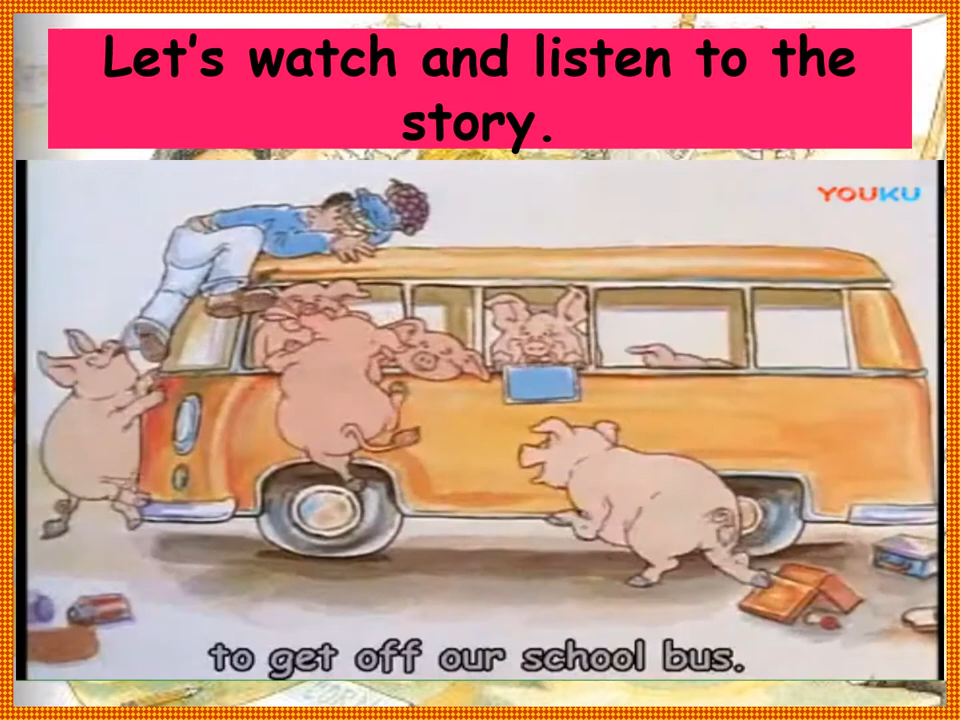 Let's watch and listen to the
story.
YOUKU
to get off our school bus.